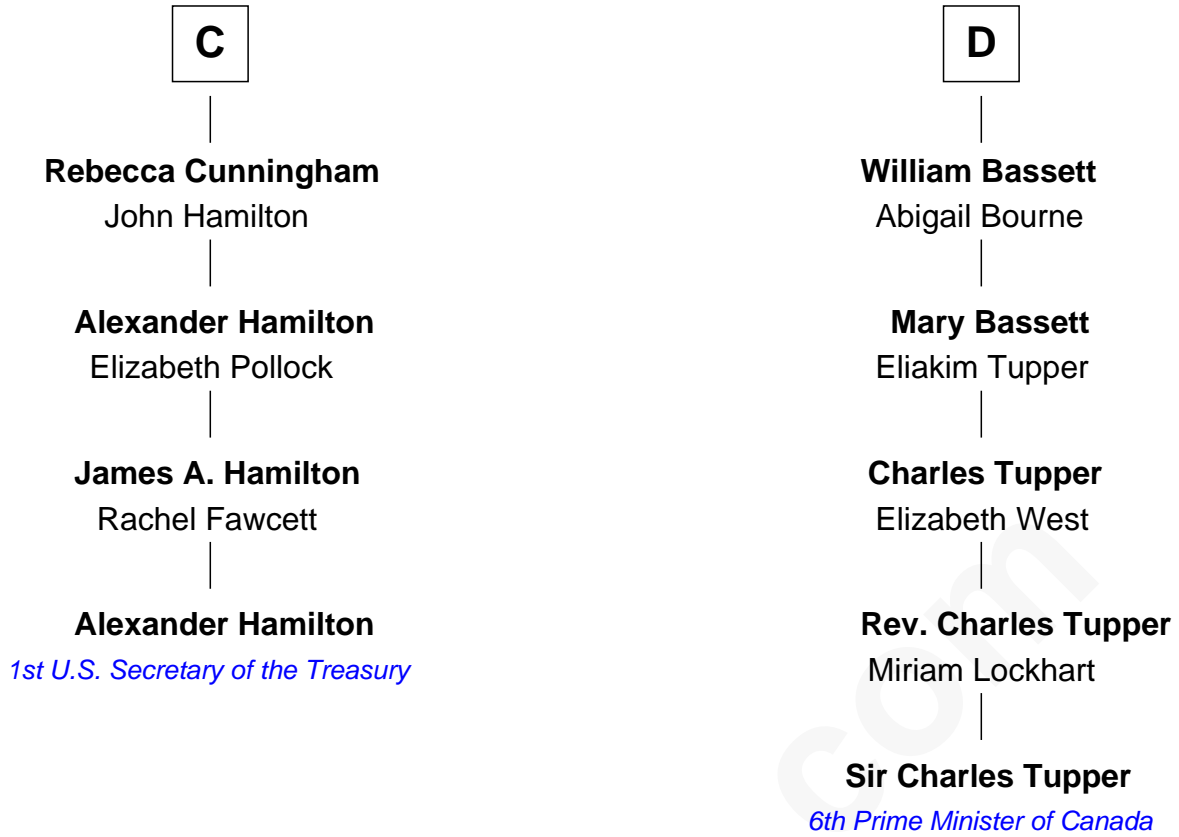 C
Rebecca Cunningham
John Hamilton
Alexander Hamilton
Elizabeth Pollock
James A. Hamilton
Rachel Fawcett
Alexander Hamilton
1st U.S. Secretary of the Treasury
D
William Bassett
Abigail Bourne
Mary Bassett
Eliakim Tupper
Charles Tupper
Elizabeth West
Rev. Charles Tupper
Miriam Lockhart
Sir Charles Tupper
6th Prime Minister of Canada
com